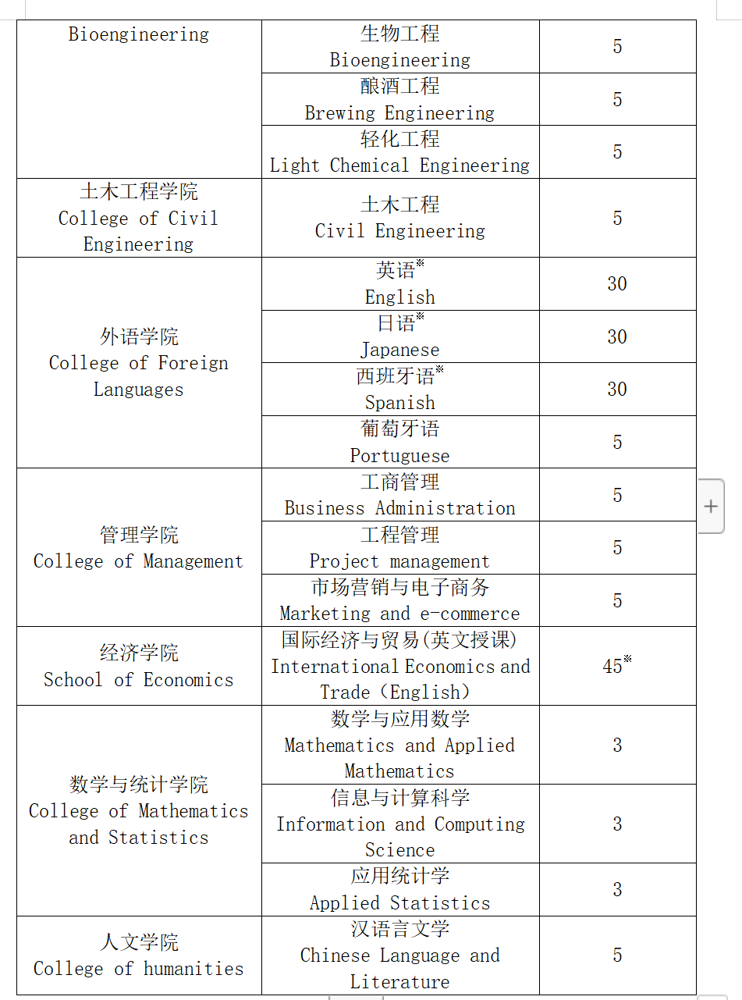 Bioengineering
生物工程
Bioengineering
5
酿酒工程
Brewing Engineering
5
轻化工程
Light Chemical Engineering
5
土木工程学院
College of Civil
Engineering
土木工程
Civil Engineering
5
外语学院
College of Foreign
Languages
英语※
English
30
日语※
Japanese
30
西班牙语※
Spanish
30
葡萄牙语
Portuguese
5
管理学院
College of Management
工商管理
Business Administration
5
工程管理
Project management
5
市场营销与电子商务
Marketing and e-commerce
5
经济学院
School of Economics
国际经济与贸易(英文授课)
International Economics and
Trade（English）
45※
数学与统计学院
College of Mathematics
and Statistics
数学与应用数学
Mathematics and Applied
Mathematics
3
信息与计算科学
Information and Computing
Science
3
应用统计学
Applied Statistics
3
人文学院
College of humanities
汉语言文学
Chinese Language and
Literature
5